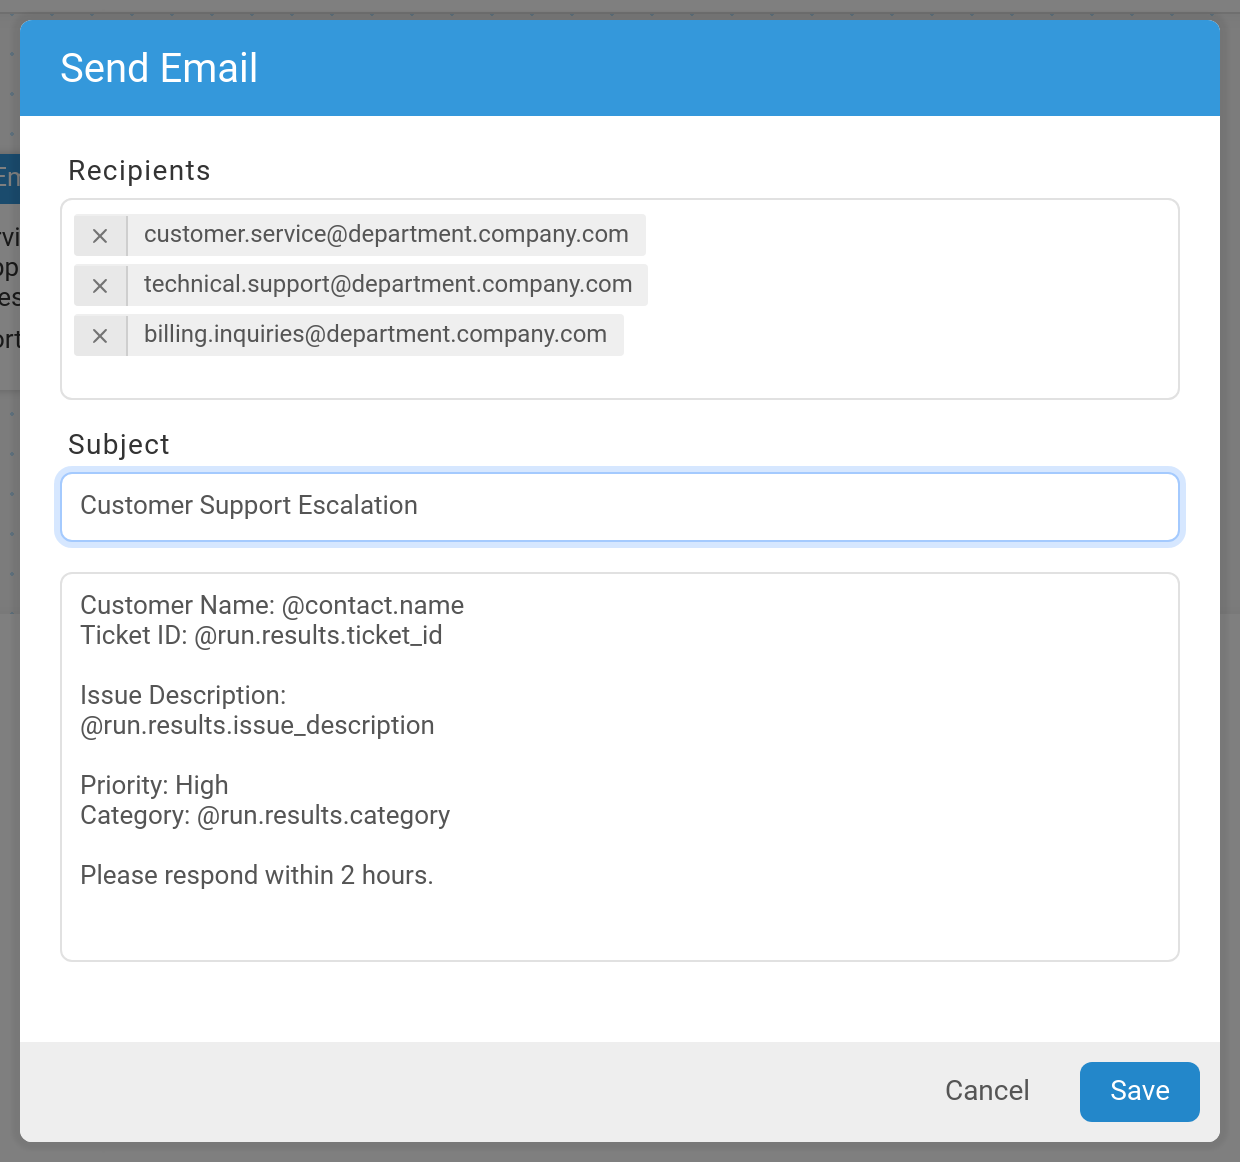 Send Email
Recipients
customer.service@department.company.com
technical.support@department.company.com
billing.inquiries@department.company.com
Subject
Customer Support Escalation
Customer Name: @contact.name
Ticket ID: @run.results.ticket_id
Issue Description:
@run.results.issue_description
Priority: High
Category: @run.results.category
Please respond within 2 hours.
Cancel
Save